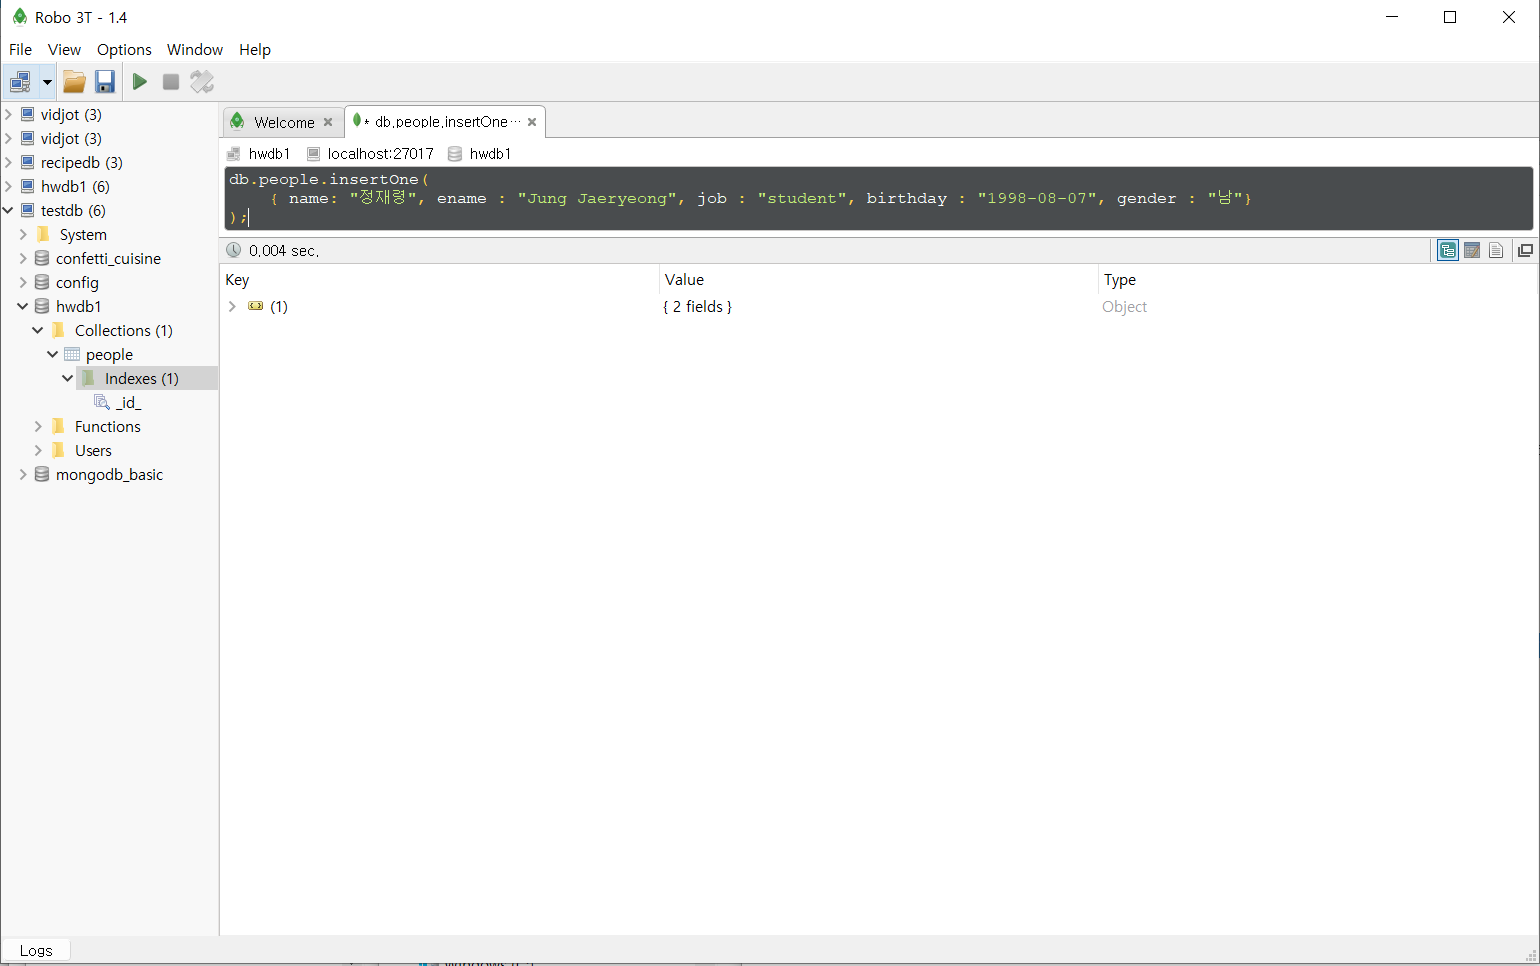 Robo 3T - 1.4
File View Options Window Help
vidjot (3)
vidjot (3)
recipedb (3)
hwdb1 (6)
testdb (6)
System
confetti_cuisine
config
hwdb1
Collections (1)
people
Indexes (1)
_id_
Functions
Users
mongodb_basic
Welcome
* db.people.insertOne···
hwdb1 localhost:27017 hwdb1
db.people.insertOne(
{ name: "정재령", ename : "Jung Jaeryeong", job : "student", birthday : "1998-08-07", gender : "남"}
);
0.004 sec.
Key Value Type
(1) { 2 fields } Object
Logs